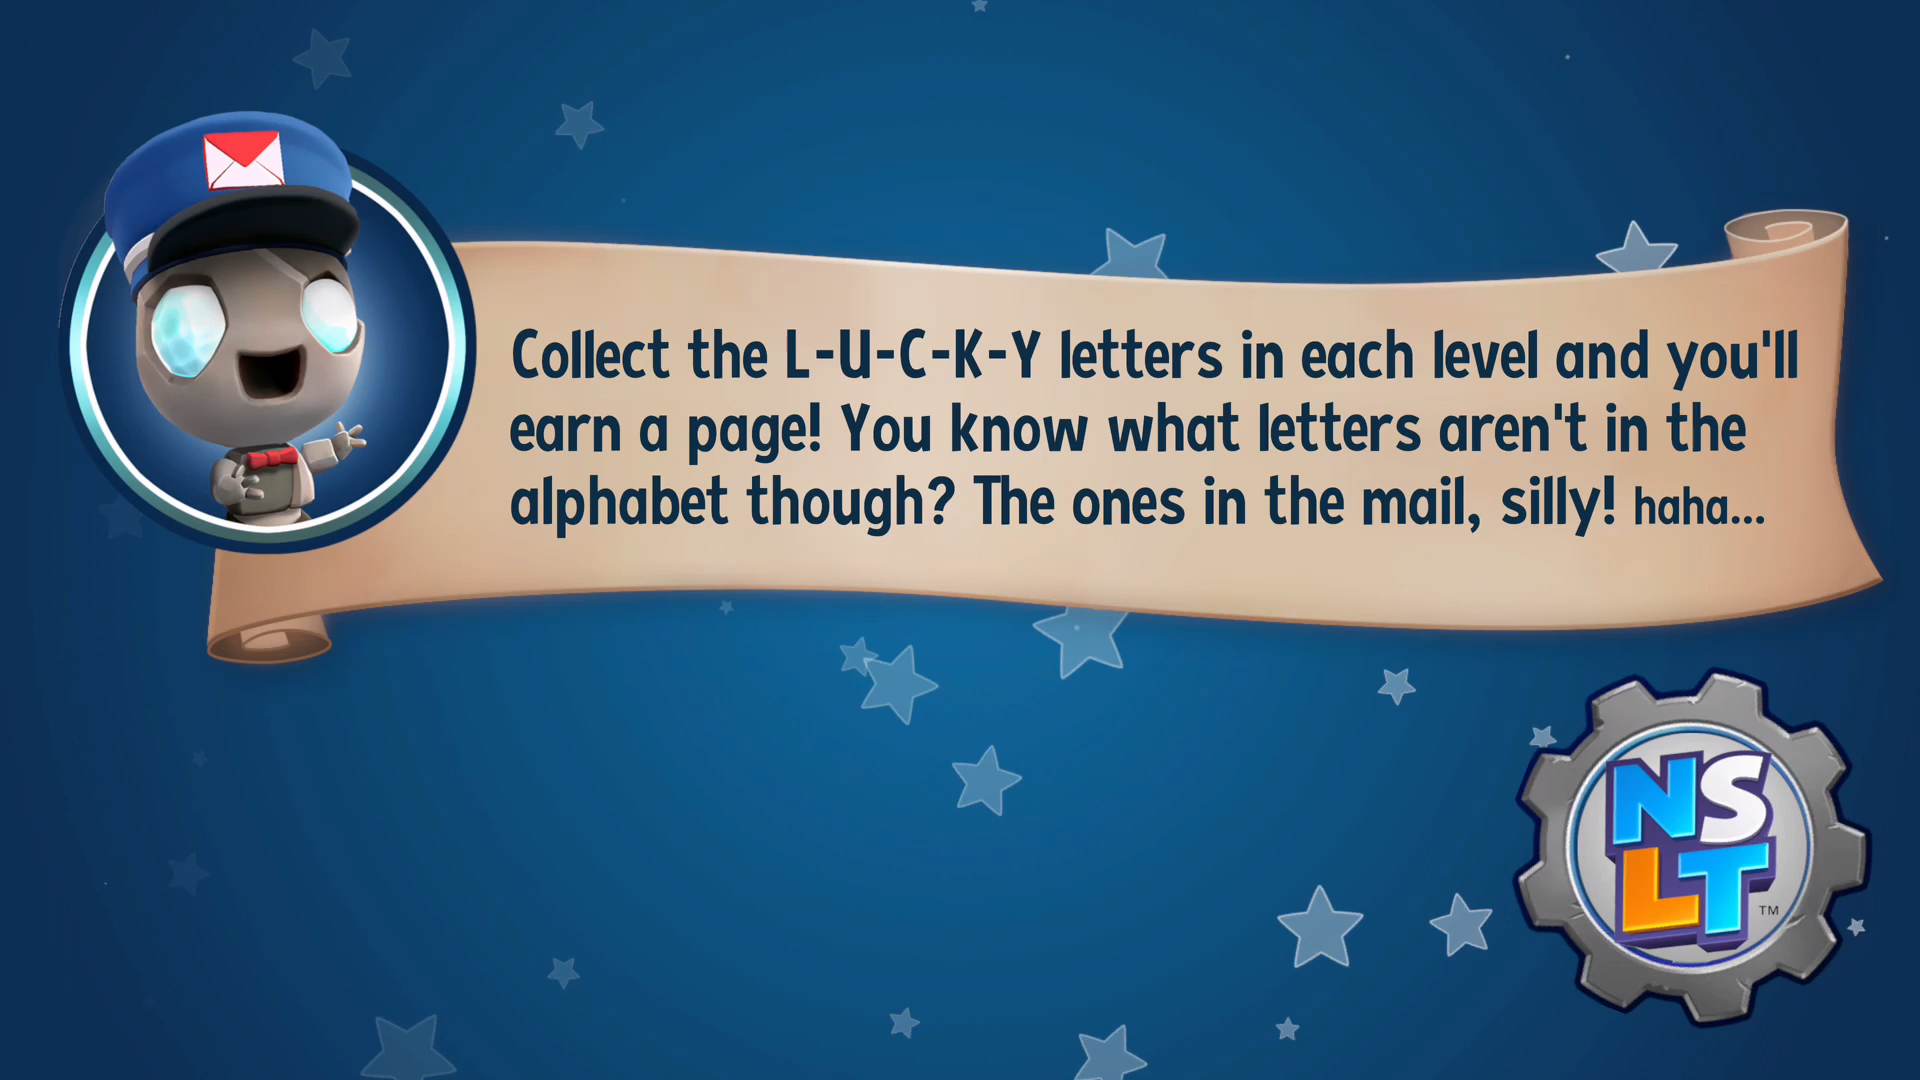 Collect the L-U-C-K-Y letters in each level and you'll
earn a page! You know what letters aren't in the
alphabet though? The ones in the mail, silly! haha...
NS
LT
TM